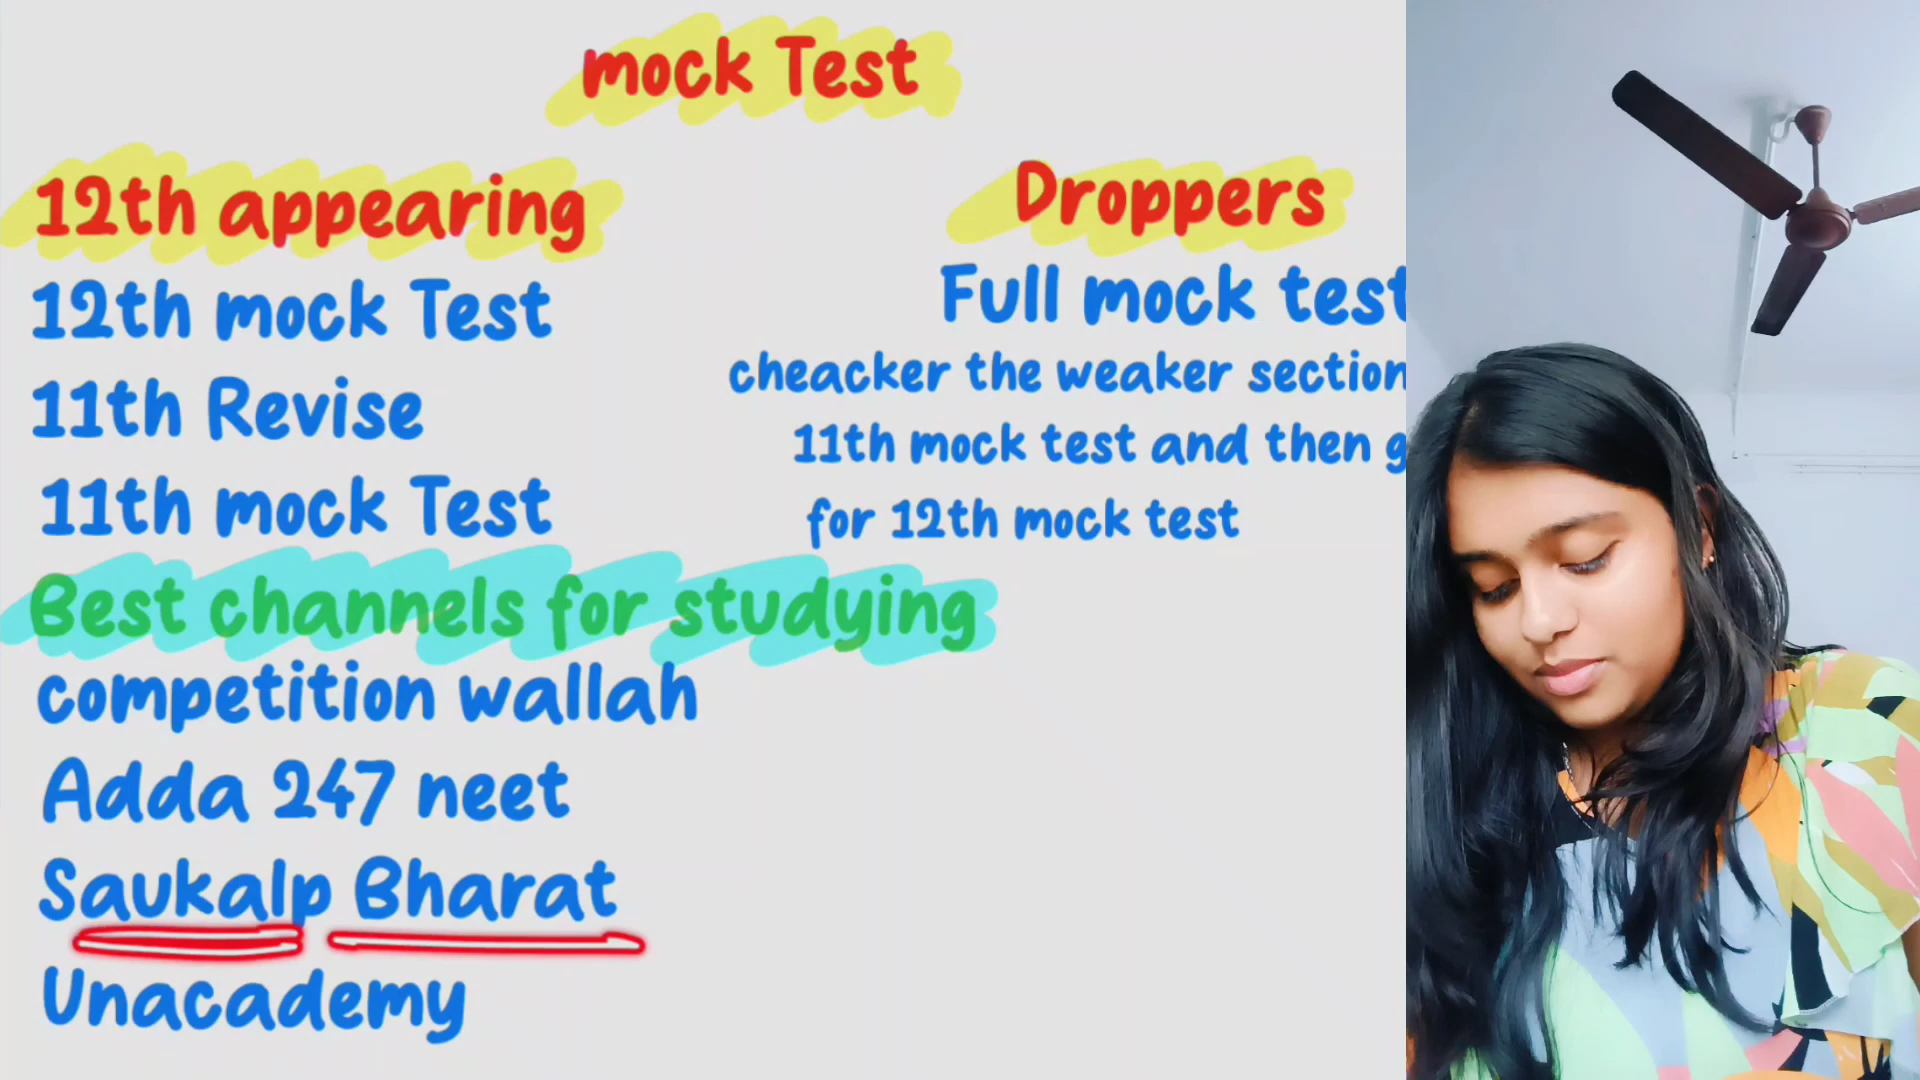 mock Test
12th appearing
12th mock Test
11th Revise
11th mock Test
Droppers
Full mock test
cheacker the weaker section
11th mock test and then
for 12th mock test
Best channels for studying
competition wallah
Adda 247 neet
Saukalp Bharat
Unacademy